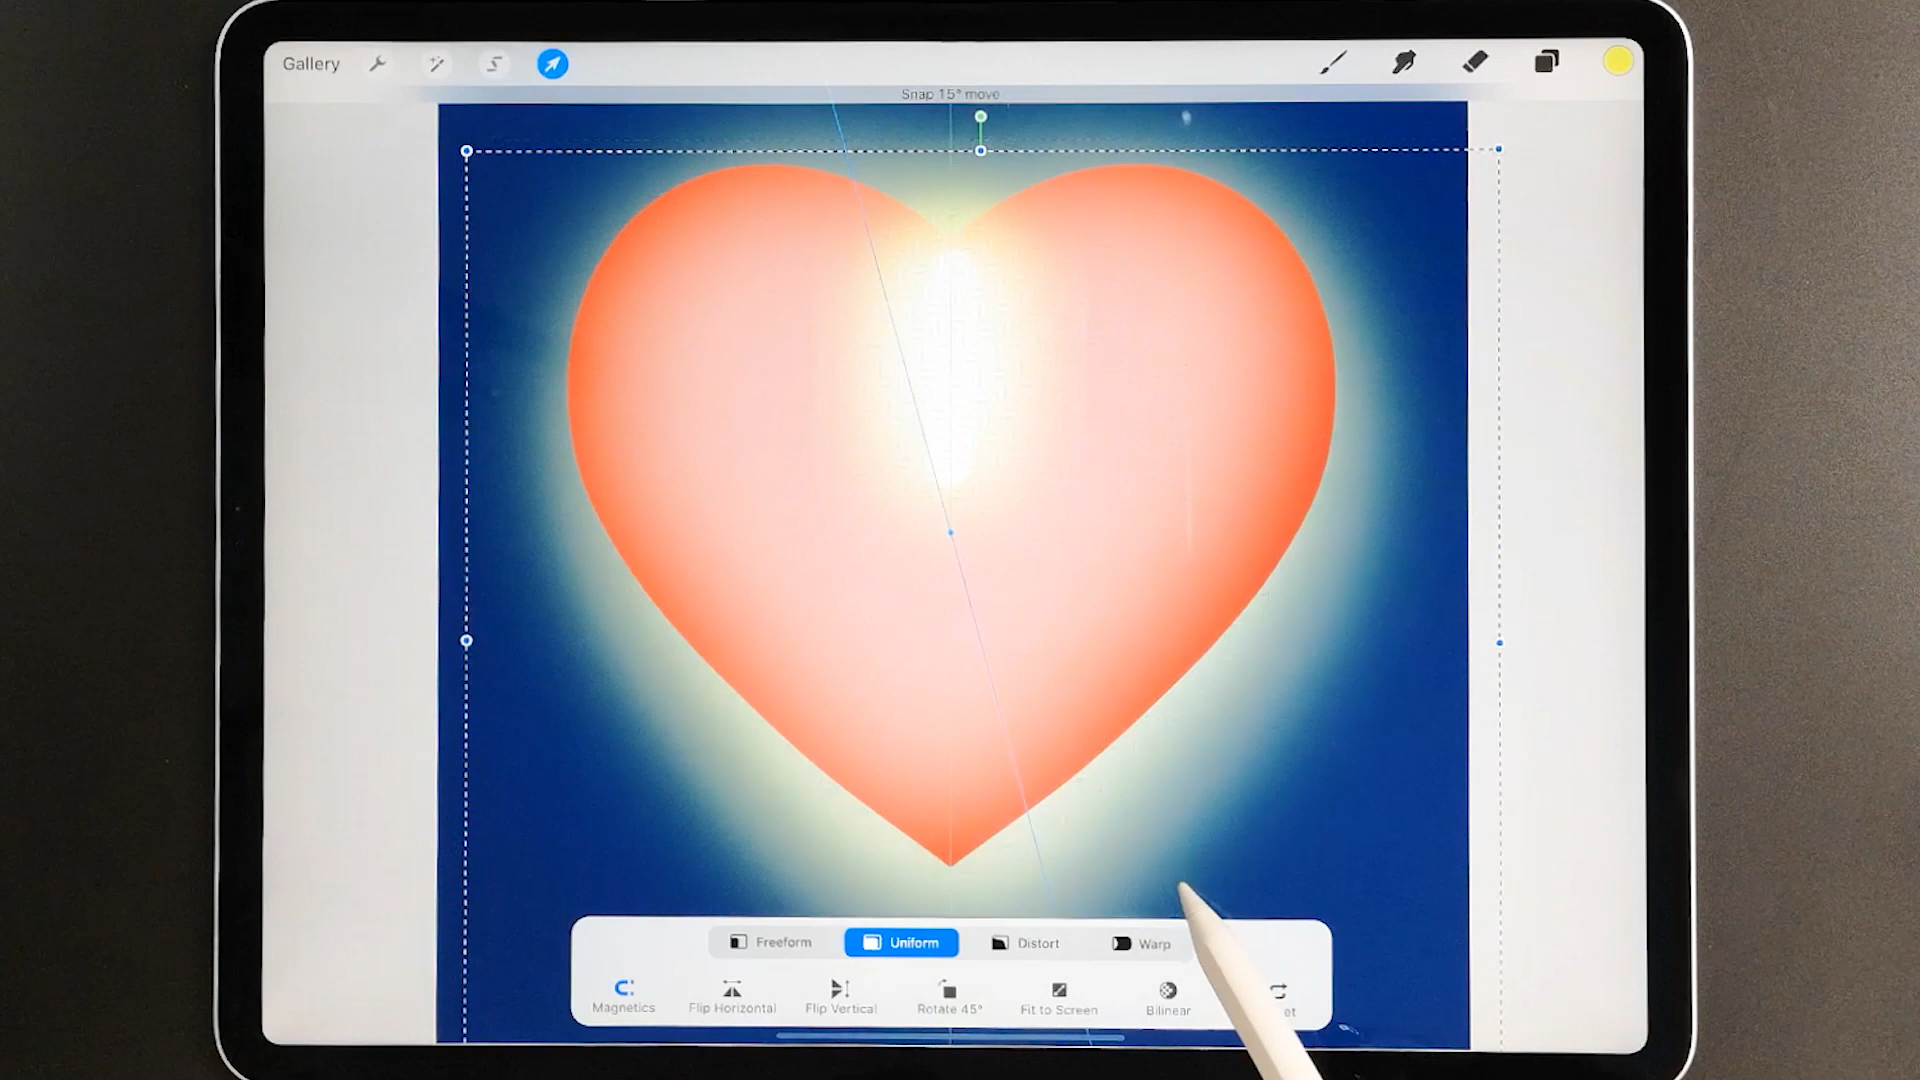 Gallery
Snap 15° move
Freeform Uniform Distort Warp
Magnetics Flip Horizontal Flip Vertical Rotate 45° Fit to Screen Bilinear